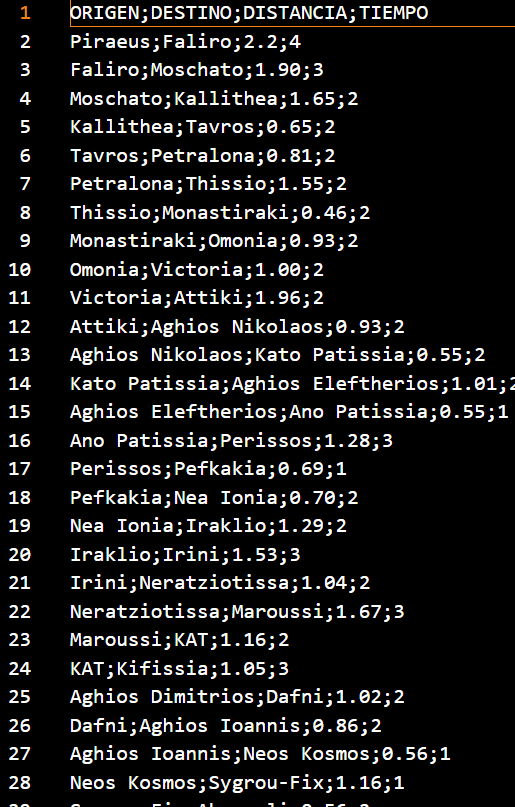 1 ORIGEN;DESTINO;DISTANCIA;TIEMPO
2 Piraeus;Faliro;2.2;4
3 Faliro;Moschato;1.90;3
4 Moschato;Kallithea;1.65;2
5 Kallithea;Tavros;0.65;2
6 Tavros;Petralona;0.81;2
7 Petralona;Thissio;1.55;2
8 Thissio;Monastiraki;0.46;2
9 Monastiraki;Omonia;0.93;2
10 Omonia;Victoria;1.00;2
11 Victoria;Attiki;1.96;2
12 Attiki;Aghios Nikolaos;0.93;2
13 Aghios Nikolaos;Kato Patissia;0.55;2
14 Kato Patissia;Aghios Eleftherios;1.01;2
15 Aghios Eleftherios;Ano Patissia;0.55;1
16 Ano Patissia;Perissos;1.28;3
17 Perissos;Pefkakia;0.69;1
18 Pefkakia;Nea Ionia;0.70;2
19 Nea Ionia;Iraklio;1.29;2
20 Iraklio;Irini;1.53;3
21 Irini;Neratziotissa;1.04;2
22 Neratziotissa;Maroussi;1.67;3
23 Maroussi;KAT;1.16;2
24 KAT;Kifissia;1.05;3
25 Aghios Dimitrios;Dafni;1.02;2
26 Dafni;Aghios Ioannis;0.86;2
27 Aghios Ioannis;Neos Kosmos;0.56;1
28 Neos Kosmos;Sygrou-Fix;1.16;1